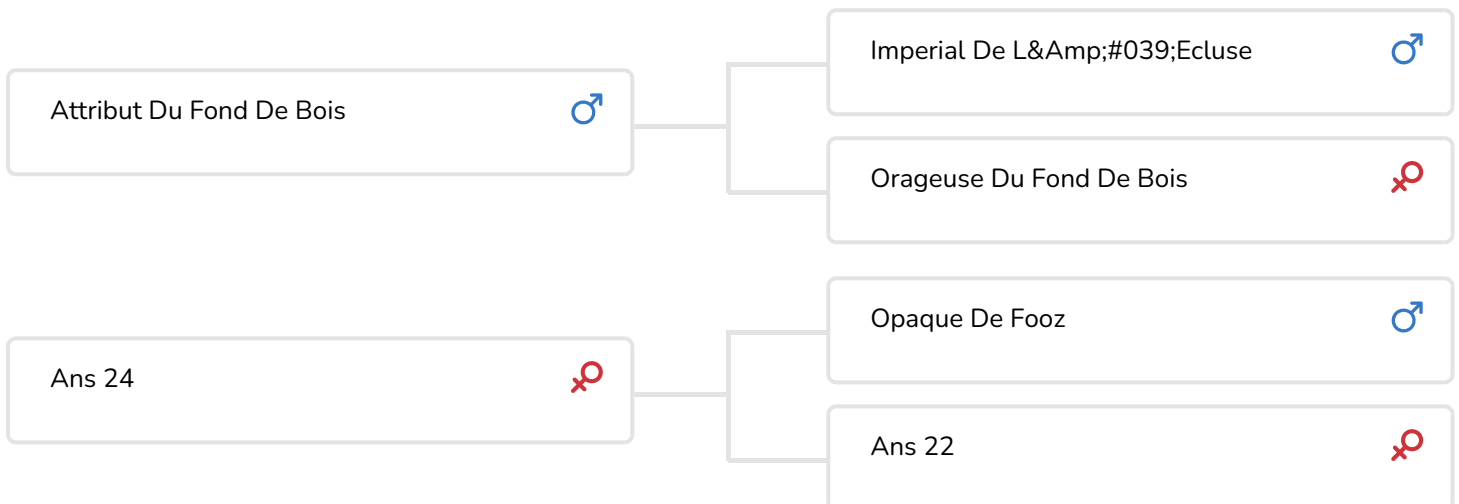 Imperial De L&Amp;#039;Ecluse
Attribut Du Fond De Bois
Orageuse Du Fond De Bois
Opaque De Fooz
Ans 24
Ans 22